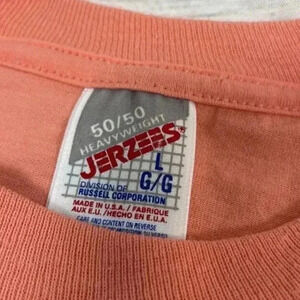 50/50
HEAVYWEIGHT
JERZEES®
L
G/G
DIVISION OF
RUSSELL CORPORATION
MADE IN U.S.A. / FABRIQUE
AUX E.U. / HECHO EN E.U.A.
CARE AND CONTENT ON REVERSE